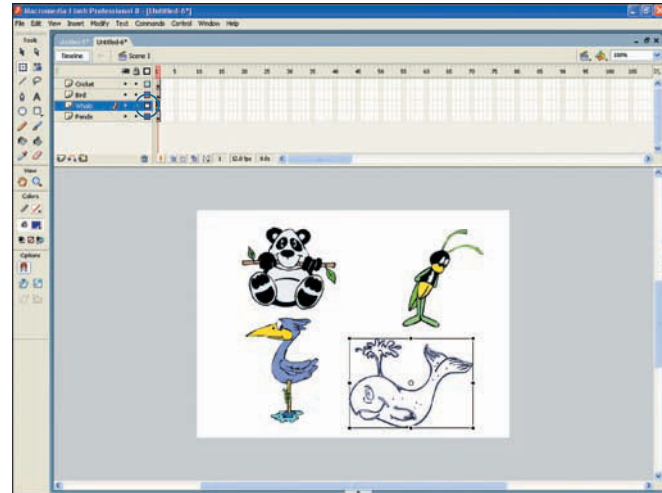 Macromedia Flash Professional 8 - [Untitled-6*]
File Edit View Insert Modify Text Commands Control Window Help
Tools
Untitled-6*
Timeline
Scene 1
100%
5 10 15 20 25 30 35 40 45 50 55 60 65 70 75 80 85 90 95 100 105
Cricket
Bird
Whale
Panda
1 12.0 fps 0.0s
View
Colors
Options